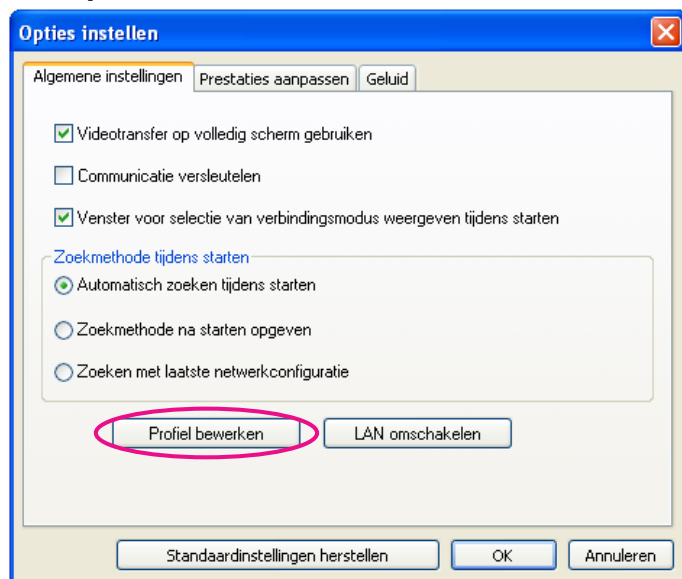 Opties instellen
Algemene instellingen Prestaties aanpassen Geluid
Videotransfer op volledig scherm gebruiken
Communicatie versleutelen
Venster voor selectie van verbindingsmodus weergeven tijdens starten
Zoekmethode tijdens starten
Automatisch zoeken tijdens starten
Zoekmethode na starten opgeven
Zoeken met laatste netwerkconfiguratie
Profiel bewerken LAN omschakelen
Standaardinstellingen herstellen OK Annuleren